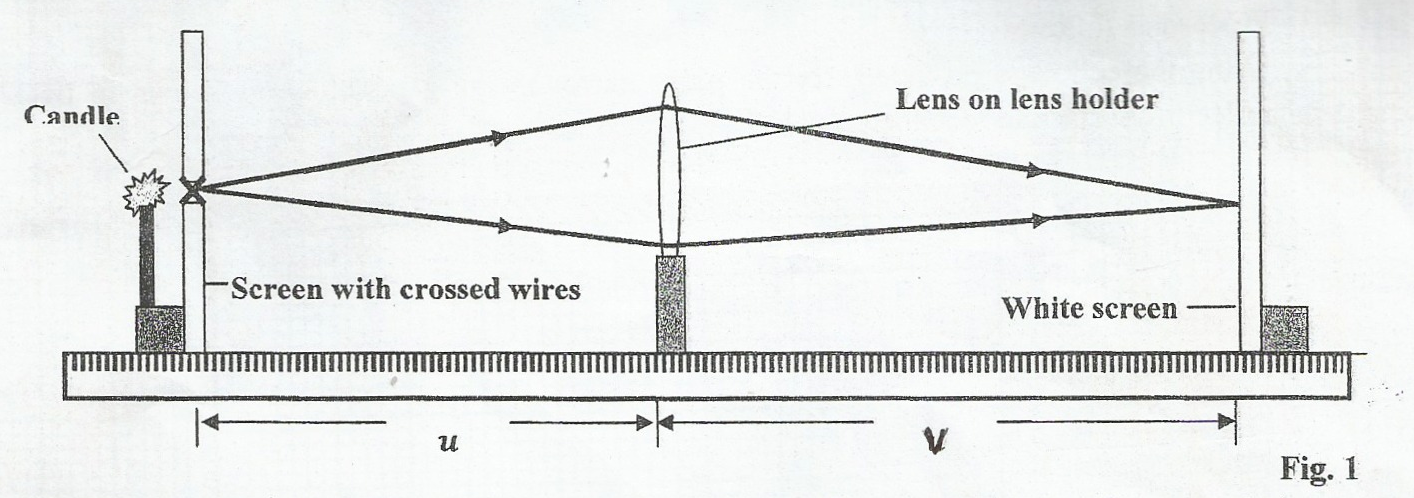 Candle
Lens on lens holder
Screen with crossed wires
White screen
u
V
Fig. 1